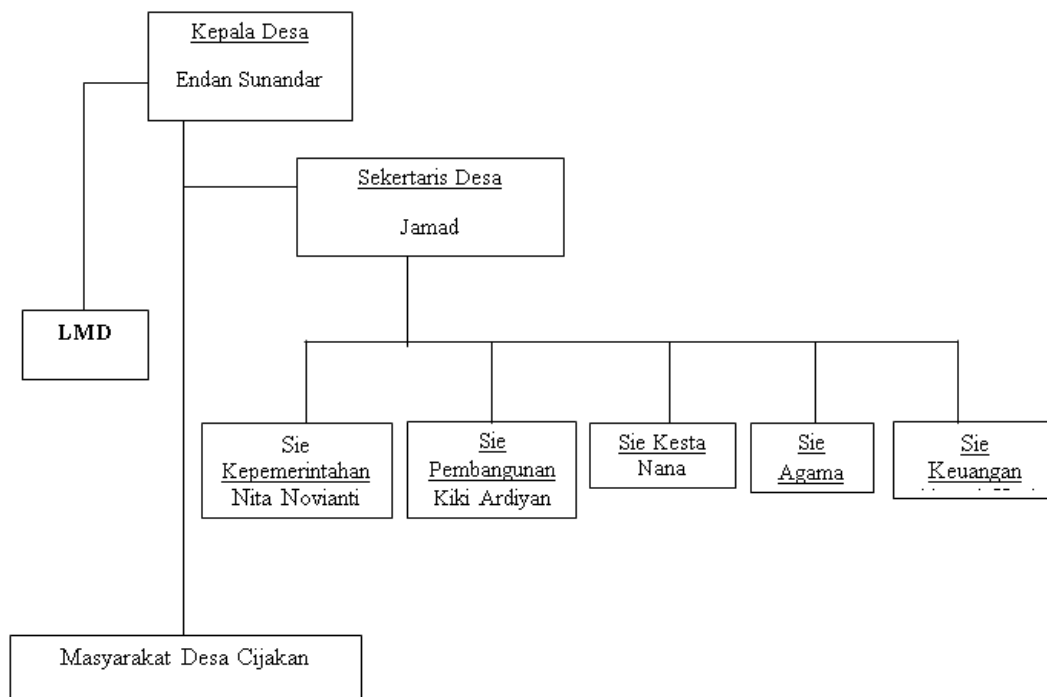 Kepala Desa
Endan Sunandar
Sekertaris Desa
Jamad
LMD
Sie
Kepemerintahan
Nita Novianti
Sie
Pembangunan
Kiki Ardiyan
Sie Kesta
Nana
Sie
Agama
Sie
Keuangan
Masyarakat Desa Cijakan